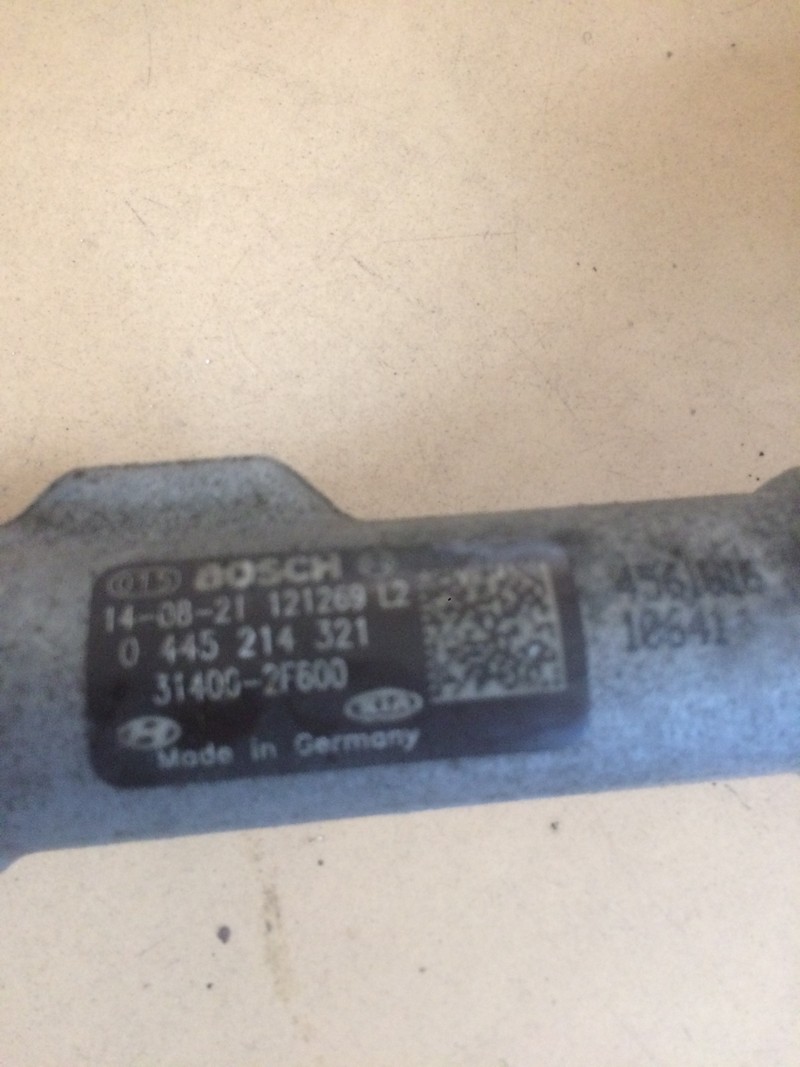 BOSCH
14-08-21 121269 L2
0 445 214 321
31400-2F600
KIA
Made in Germany